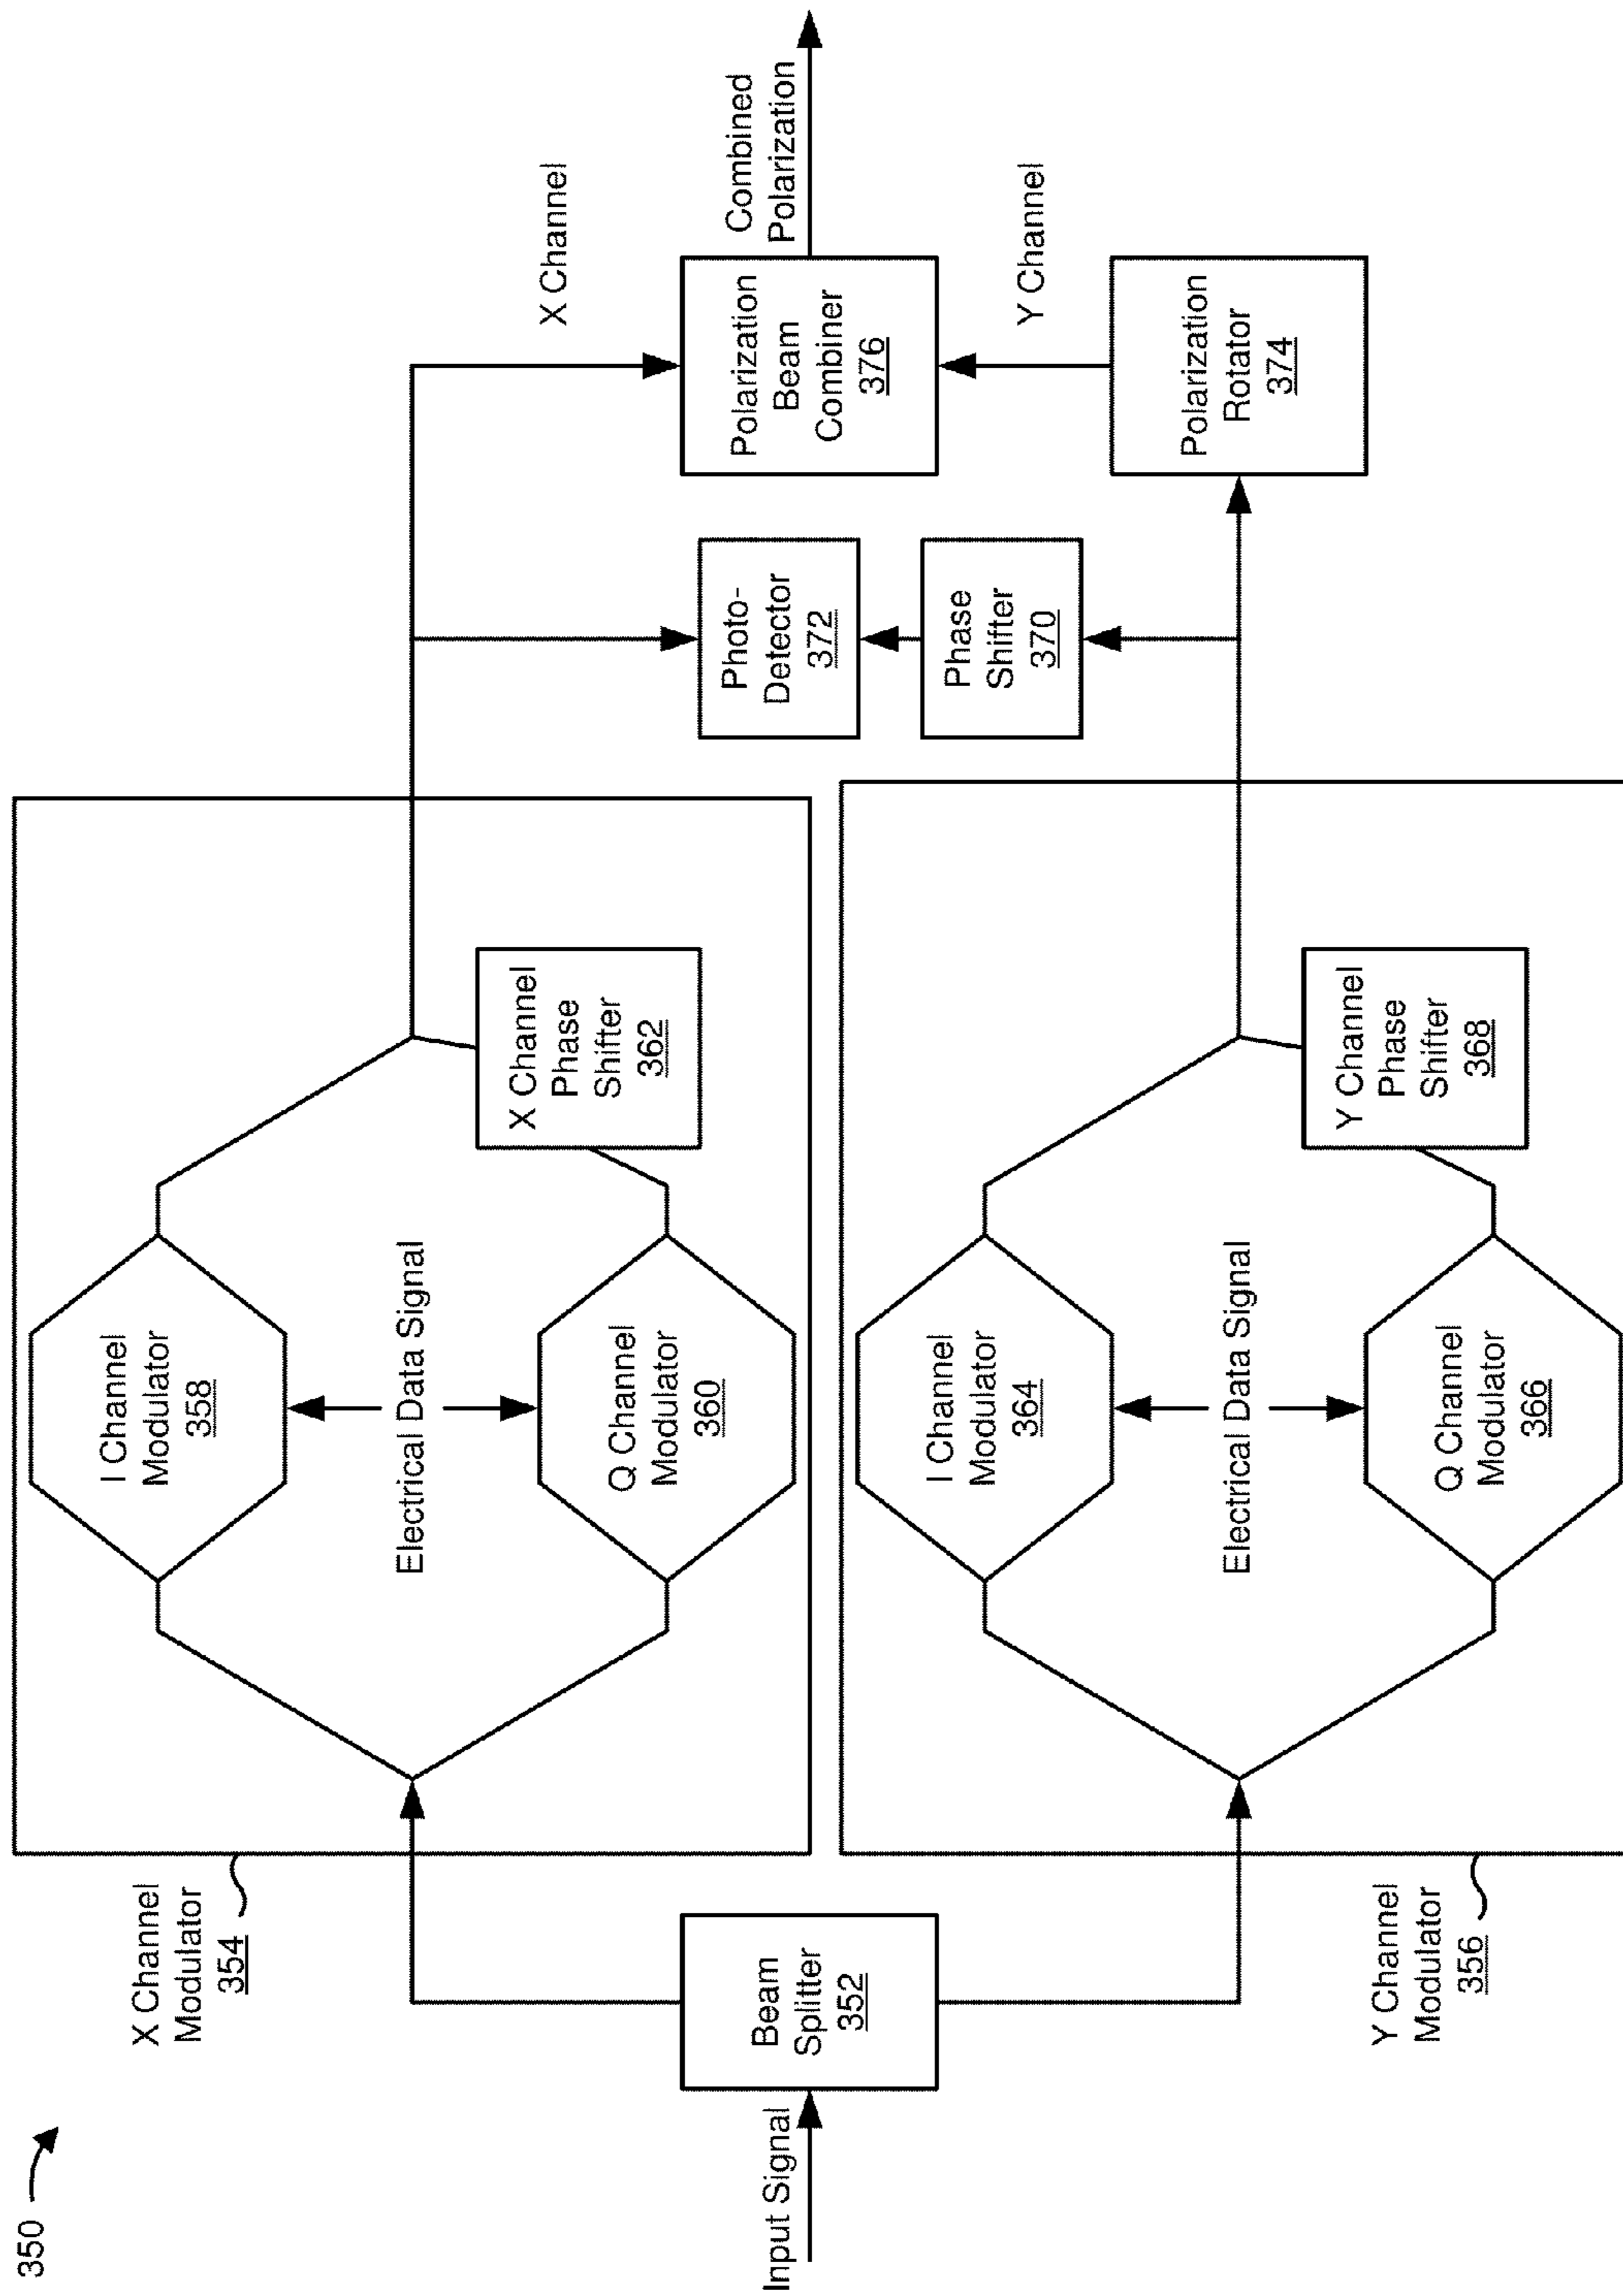 350
X Channel
Modulator
354
I Channel
Modulator
358
Electrical Data Signal
Q Channel
Modulator
360
X Channel
Phase
Shifter
362
X Channel
Input Signal
Beam
Splitter
352
Photo-
Detector
372
Phase
Shifter
370
Polarization
Beam
Combiner
376
Combined
Polarization
Y Channel
Modulator
356
I Channel
Modulator
364
Electrical Data Signal
Q Channel
Modulator
366
Y Channel
Phase
Shifter
368
Y Channel
Polarization
Rotator
374